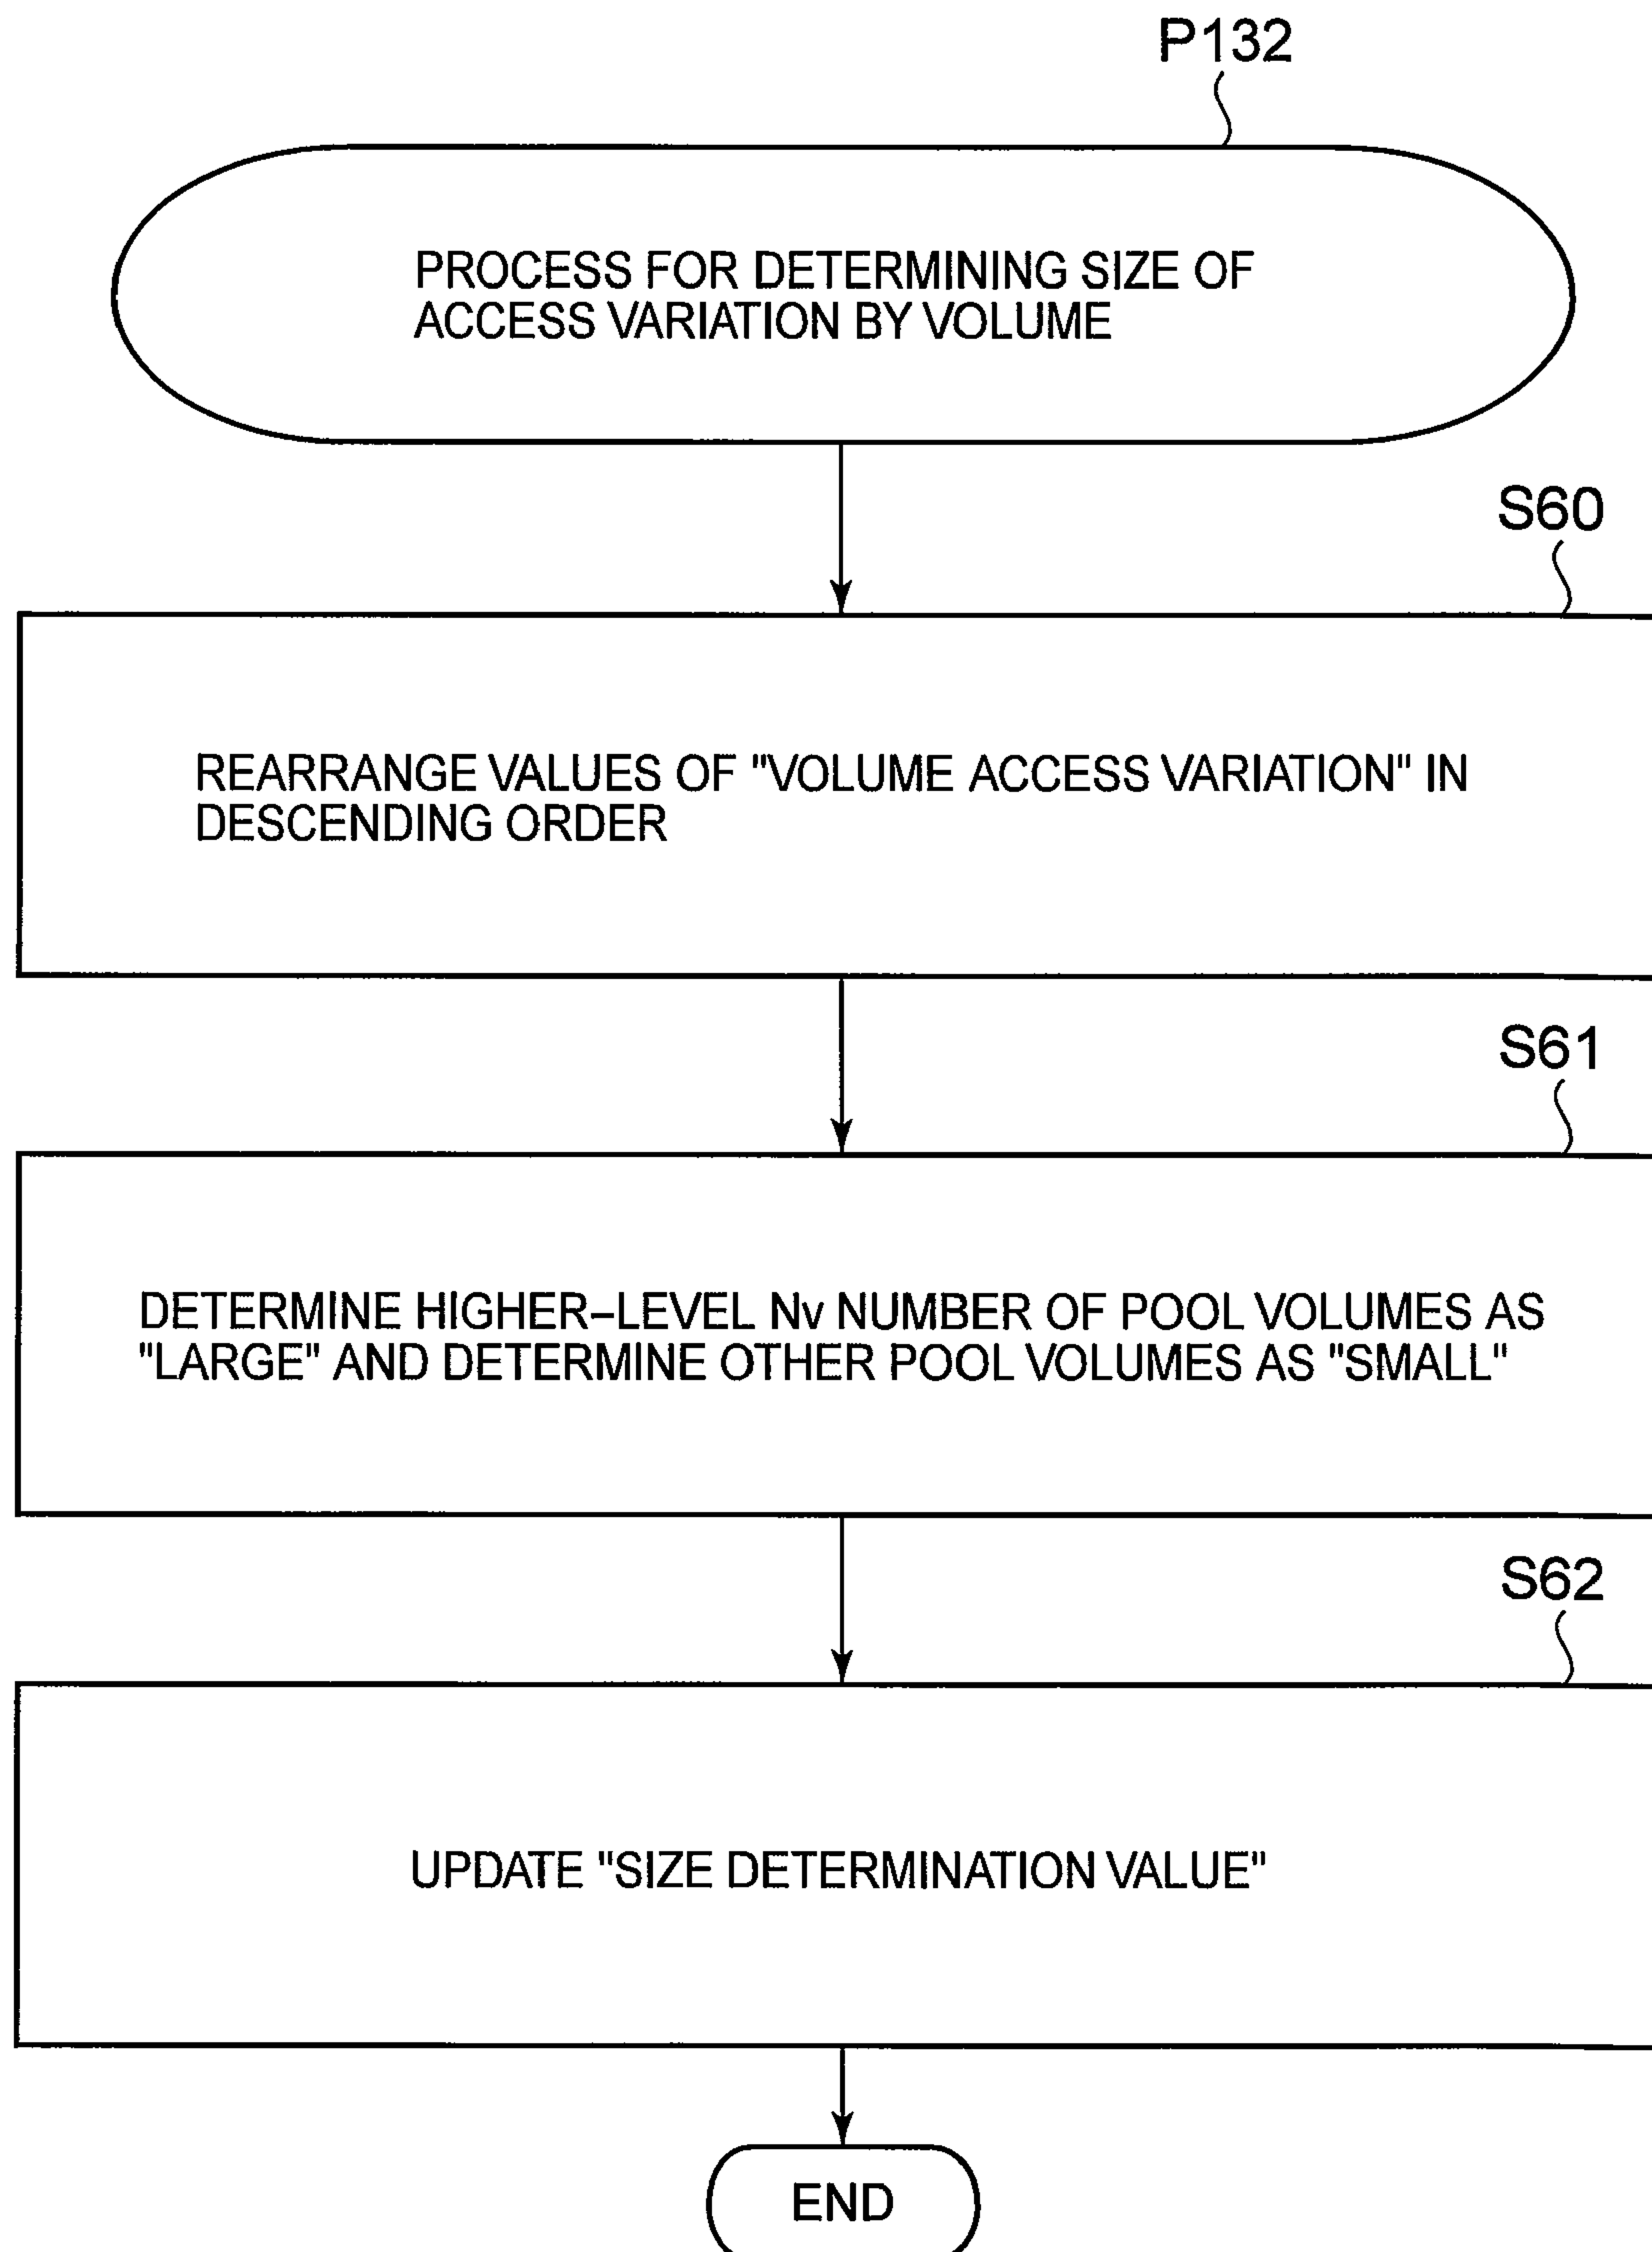 P132
PROCESS FOR DETERMINING SIZE OF
ACCESS VARIATION BY VOLUME
S60
REARRANGE VALUES OF "VOLUME ACCESS VARIATION" IN
DESCENDING ORDER
S61
DETERMINE HIGHER–LEVEL Nv NUMBER OF POOL VOLUMES AS
"LARGE" AND DETERMINE OTHER POOL VOLUMES AS "SMALL"
S62
UPDATE "SIZE DETERMINATION VALUE"
END